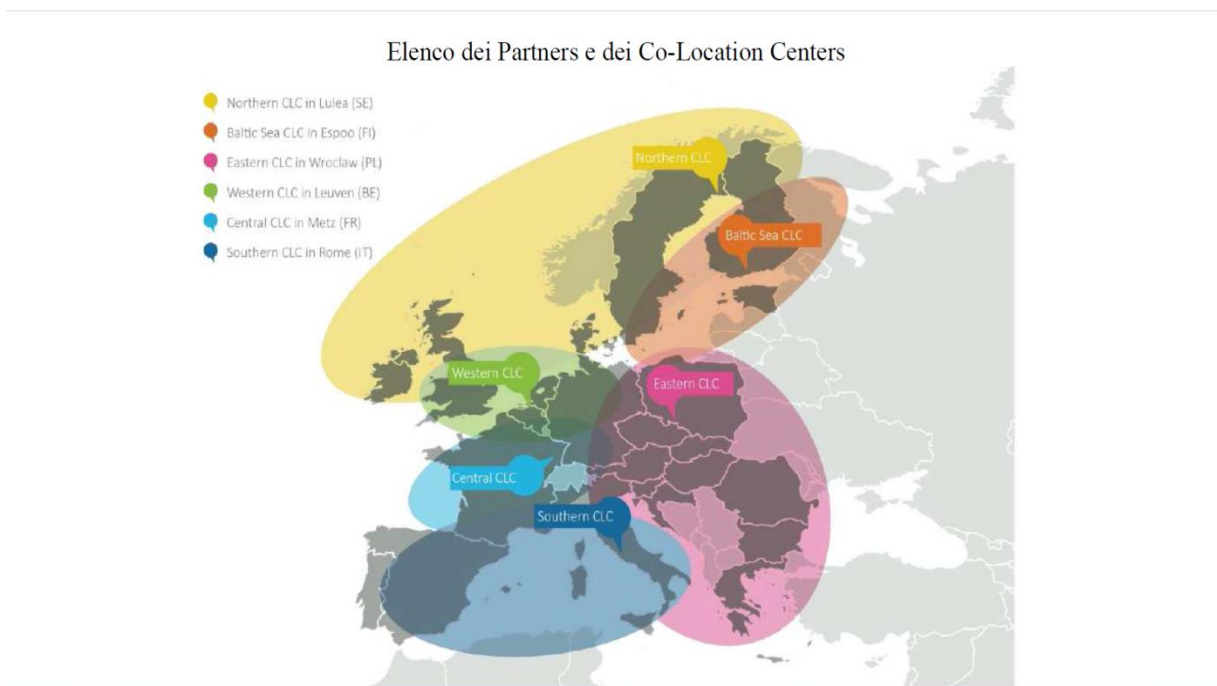 Elenco dei Partners e dei Co-Location Centers
Northern CLC in Lulea (SE)
Baltic Sea CLC in Espoo (FI)
Eastern CLC in Wroclaw (PL)
Western CLC in Leuven (BE)
Central CLC in Metz (FR)
Southern CLC in Rome (IT)
Northern CLC
Baltic Sea CLC
Western CLC
Eastern CLC
Central CLC
Southern CLC